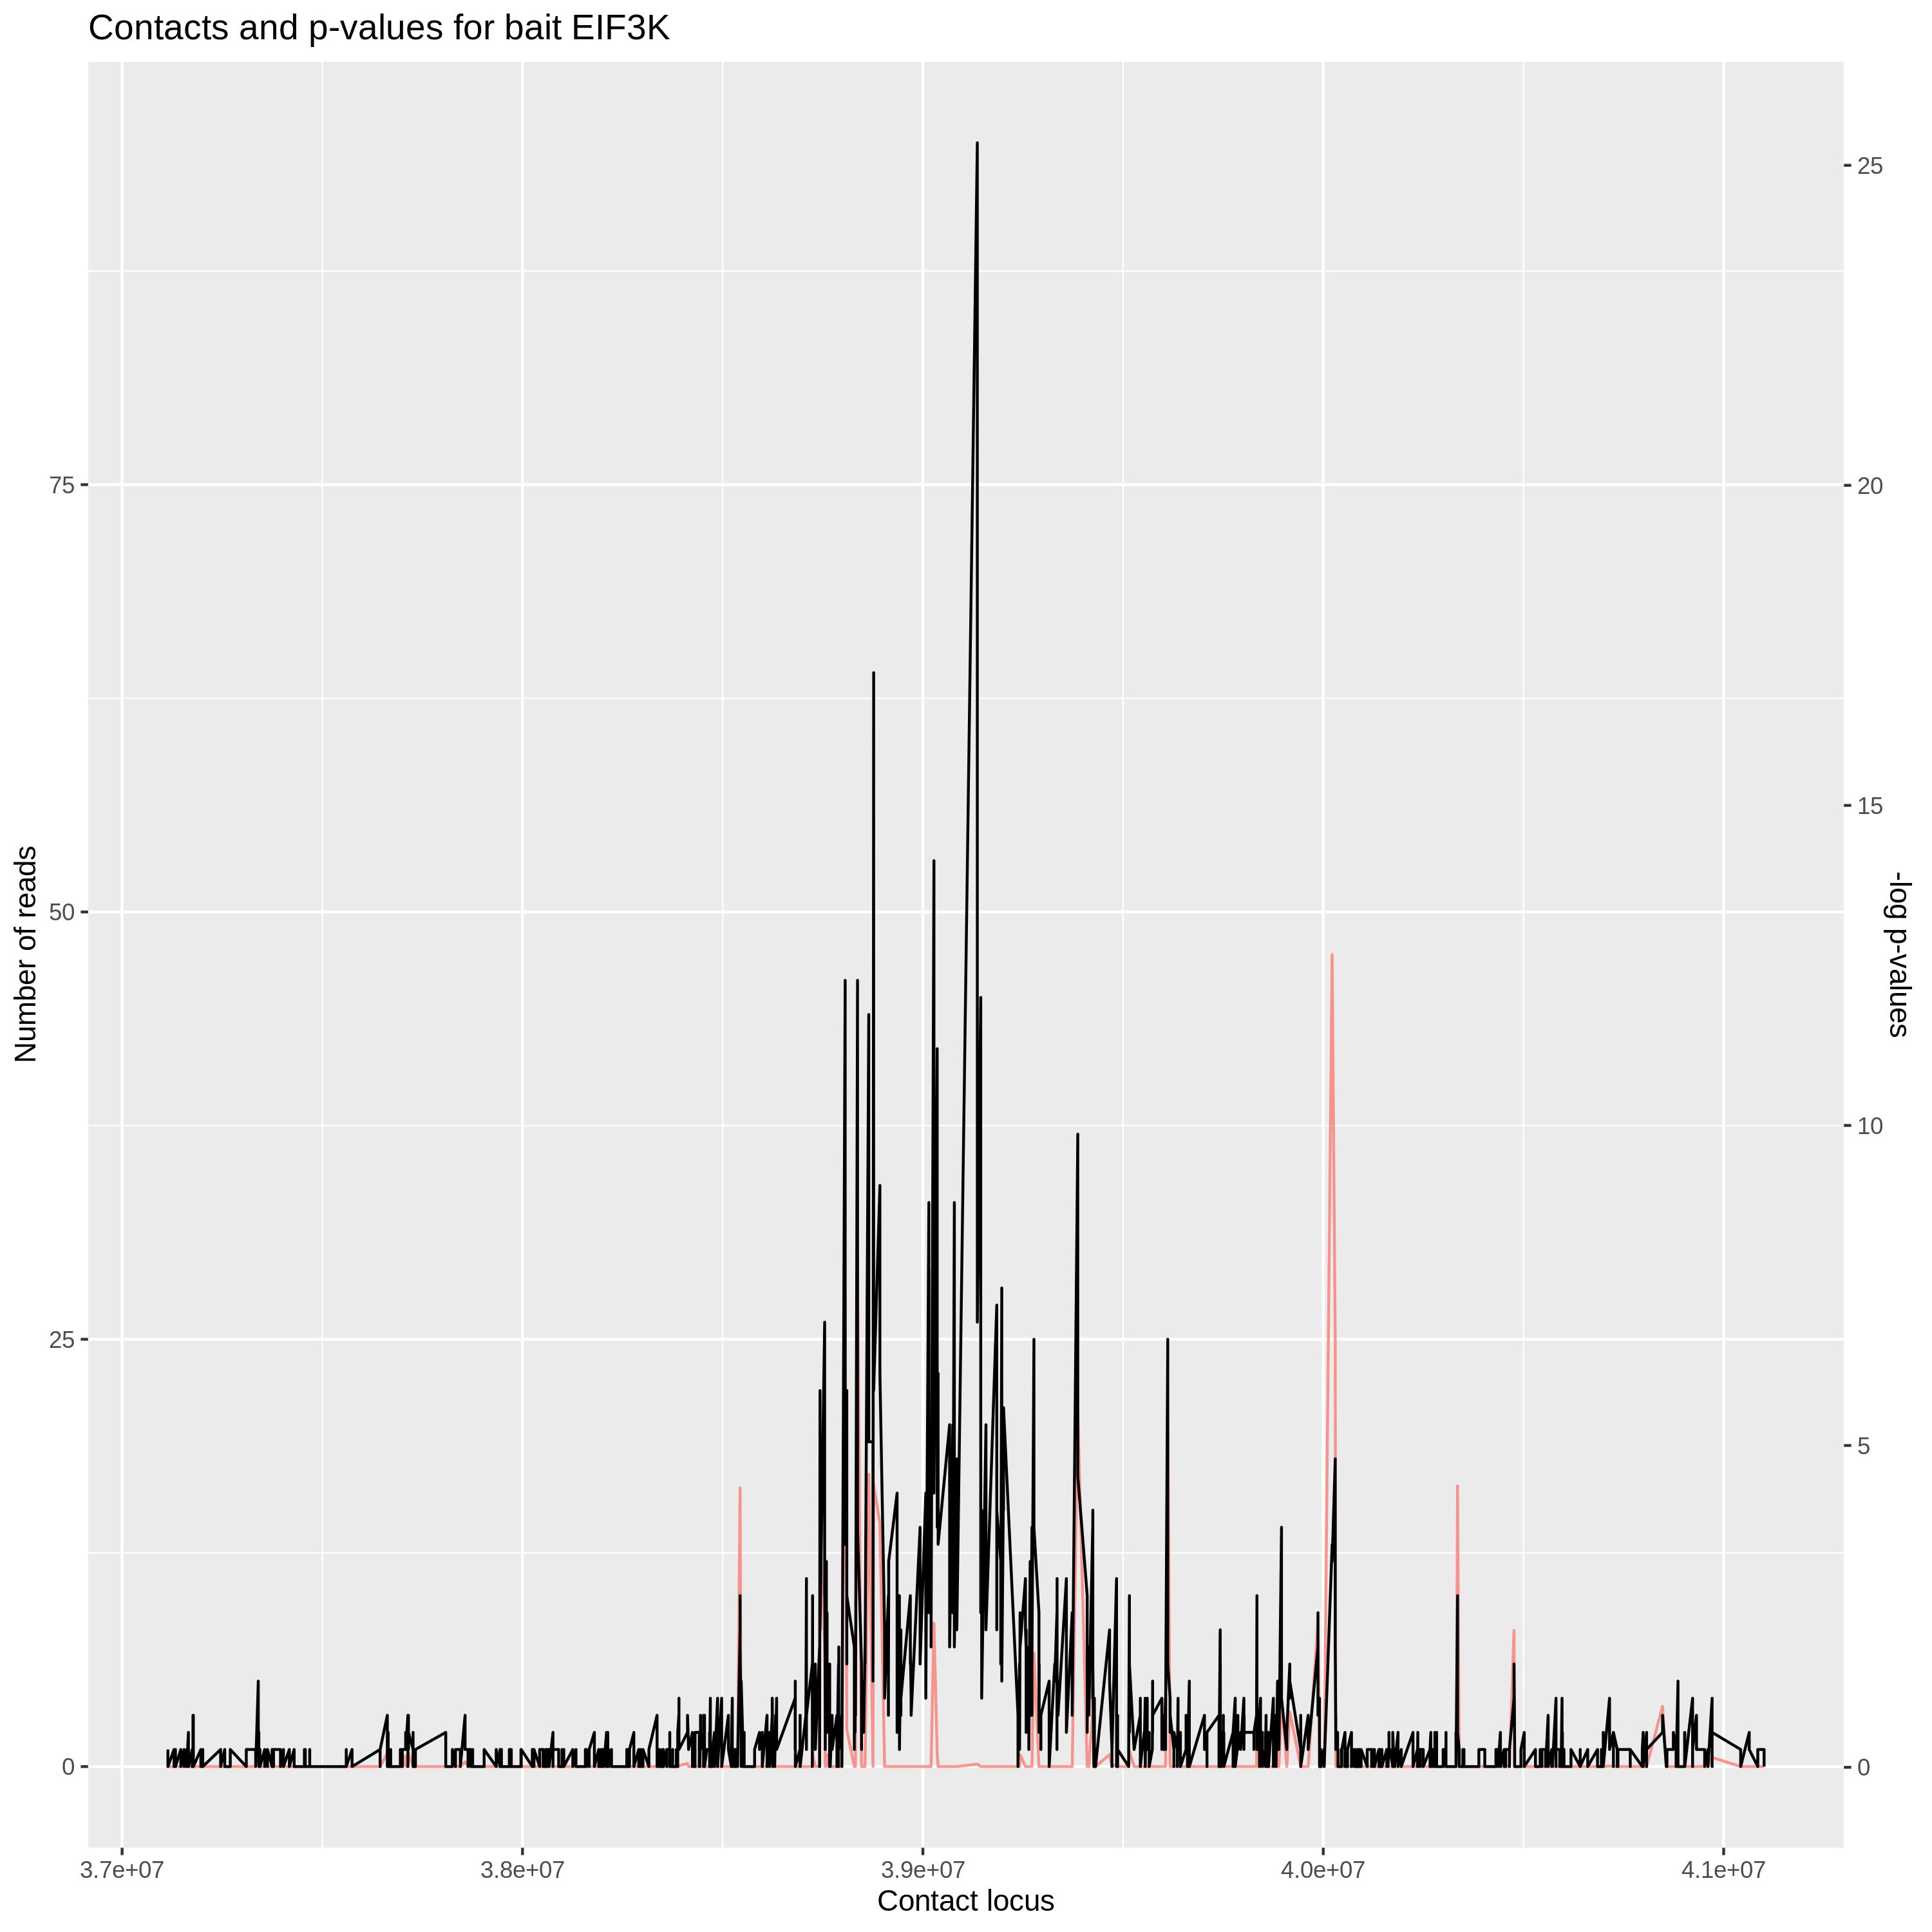 Contacts and p-values for bait EIF3K
Number of reads
75
50
25
0
25
20
15
10
5
0
-log p-values
3.7e+07 3.8e+07 3.9e+07 4.0e+07 4.1e+07
Contact locus